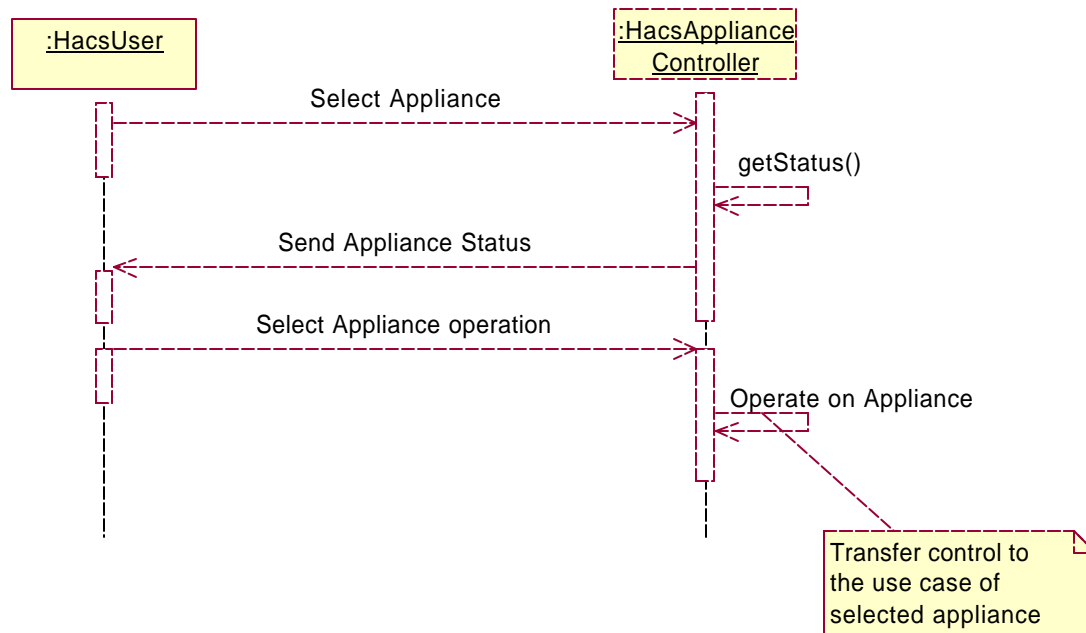 :HacsUser
:HacsAppliance
Controller
Select Appliance
getStatus()
Send Appliance Status
Select Appliance operation
Operate on Appliance
Transfer control to
the use case of
selected appliance